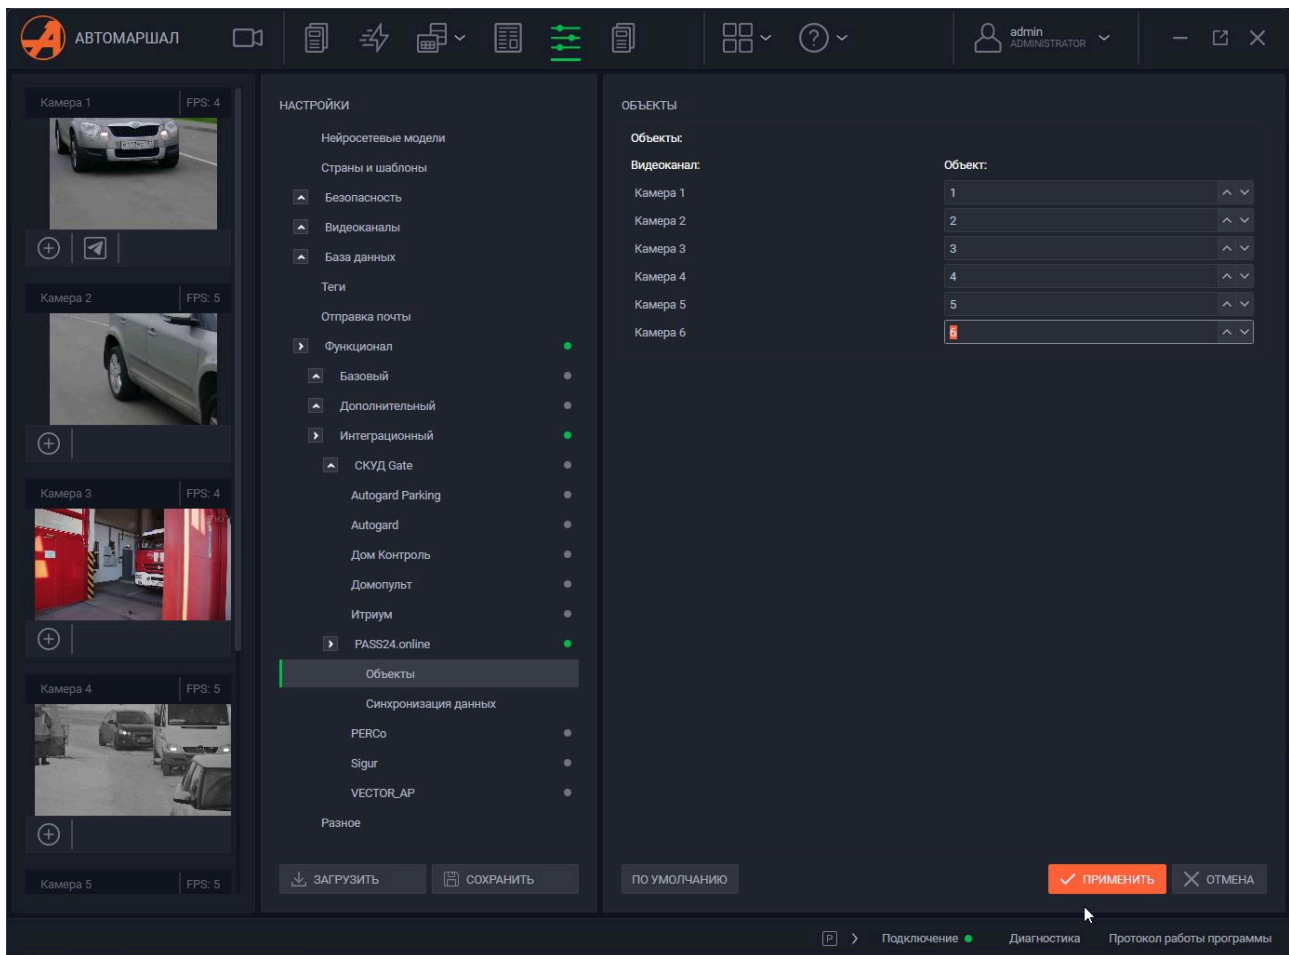 АВТОМАРШАЛ
admin
ADMINISTRATOR
Камера 1 FPS: 4
Камера 2 FPS: 5
Камера 3 FPS: 4
Камера 4 FPS: 5
Камера 5 FPS: 5
НАСТРОЙКИ
Нейросетевые модели
Страны и шаблоны
Безопасность
Видеоканалы
База данных
Теги
Отправка почты
Функционал
Базовый
Дополнительный
Интеграционный
СКУД Gate
Autogard Parking
Autogard
Дом Контроль
Домопульт
Итриум
PASS24.online
Объекты
Синхронизация данных
PERCo
Sigur
VECTOR_AP
Разное
ЗАГРУЗИТЬ СОХРАНИТЬ
ОБЪЕКТЫ
Объекты:
Видеоканал: Объект:
Камера 1 1
Камера 2 2
Камера 3 3
Камера 4 4
Камера 5 5
Камера 6 6
ПО УМОЛЧАНИЮ ПРИМЕНИТЬ ОТМЕНА
P Подключение Диагностика Протокол работы программы